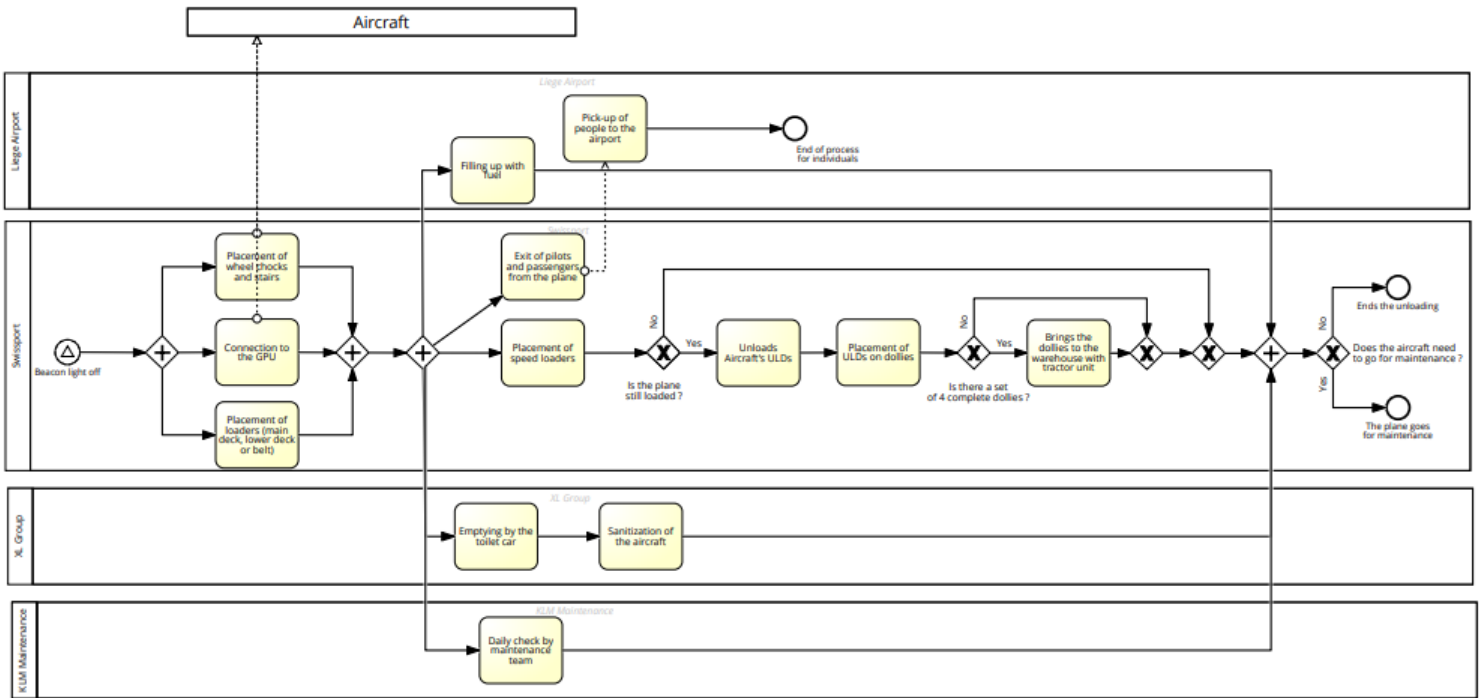 Aircraft
Liege Airport
Liege Airport
Pick-up of
people to the
airport
End of process
for individuals
Filling up with
fuel
Swissport
Swissport
Beacon light off
Placement of
wheel chocks
and stairs
Connection to
the GPU
Placement of
loaders (main
deck, lower deck
or belt)
Exit of pilots
and passengers
from the plane
Placement of
speed loaders
No
Yes
Is the plane
still loaded ?
Unloads
Aircraft's ULDs
Placement of
ULDs on dollies
No
Yes
Is there a set
of 4 complete dollies ?
Brings the
dollies to the
warehouse with
tractor unit
No
Yes
Ends the unloading
Does the aircraft need
to go for maintenance ?
The plane goes
for maintenance
XL Group
XL Group
Emptying by the
toilet car
Sanitization of
the aircraft
KLM Maintenance
KLM Maintenance
Daily check by
maintenance
team